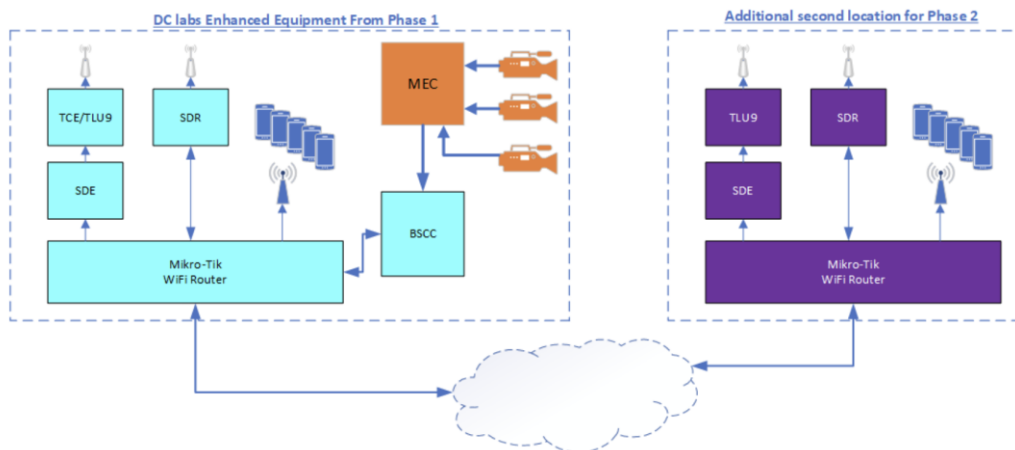 DC labs Enhanced Equipment From Phase 1
Additional second location for Phase 2
MEC
TCE/TLU9
SDR
SDE
BSCC
Mikro-Tik
WiFi Router
TLU9
SDR
SDE
Mikro-Tik
WiFi Router